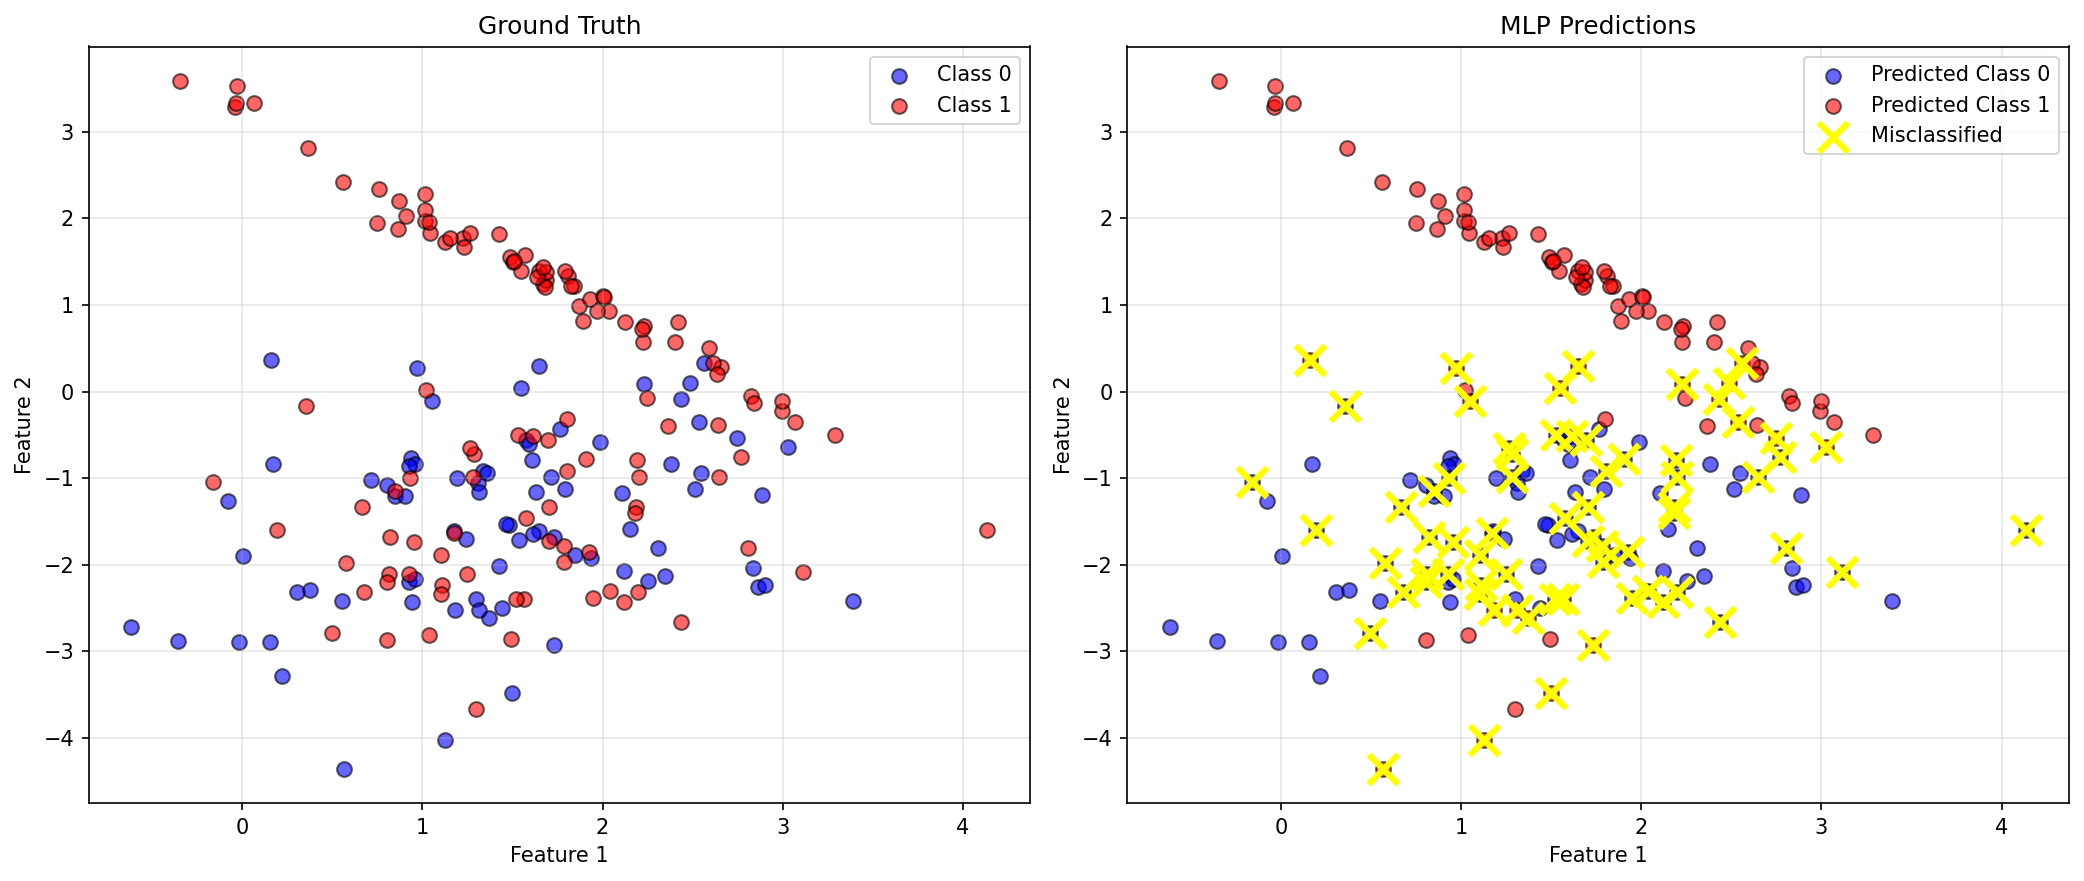 Ground Truth
Class 0
Class 1
3
2
1
0
−1
−2
−3
−4
Feature 2
0
1
2
3
4
Feature 1
MLP Predictions
Predicted Class 0
Predicted Class 1
Misclassified
3
2
1
0
−1
−2
−3
−4
Feature 2
0
1
2
3
4
Feature 1